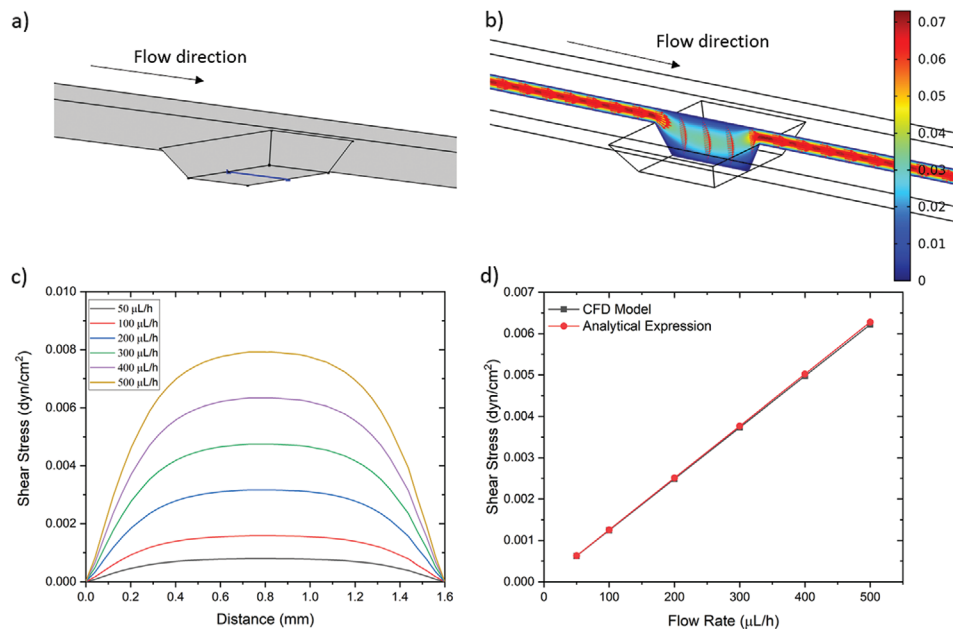 a)
Flow direction
b)
Flow direction
0.07
0.06
0.05
0.04
0.03
0.02
0.01
0
c)
0.010
0.008
0.006
0.004
0.002
0.000
Shear Stress (dyn/cm²)
50 μL/h
100 μL/h
200 μL/h
300 μL/h
400 μL/h
500 μL/h
0.0 0.2 0.4 0.6 0.8 1.0 1.2 1.4 1.6
Distance (mm)
d)
0.007
0.006
0.005
0.004
0.003
0.002
0.001
0.000
Shear Stress (dyn/cm²)
CFD Model
Analytical Expression
0 100 200 300 400 500
Flow Rate (μL/h)